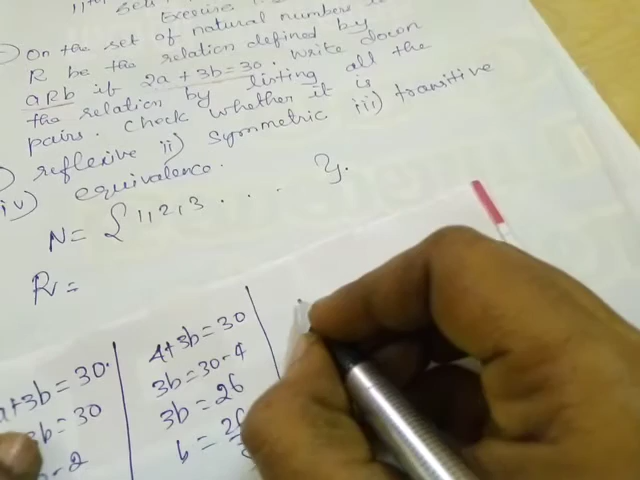 Exercise
On the set of natural numbers
R be the relation defined by
aRb if 2a + 3b = 30. Write down
the relation by listing all the
pairs. Check whether it is
reflexive ii) symmetric iii) transitive
iv) equivalence.
N = { 1, 2, 3 . . . . }.
R =
a+3b = 30.
3b = 30
- 2
4+3b = 30
3b = 30-4
3b = 26
b =